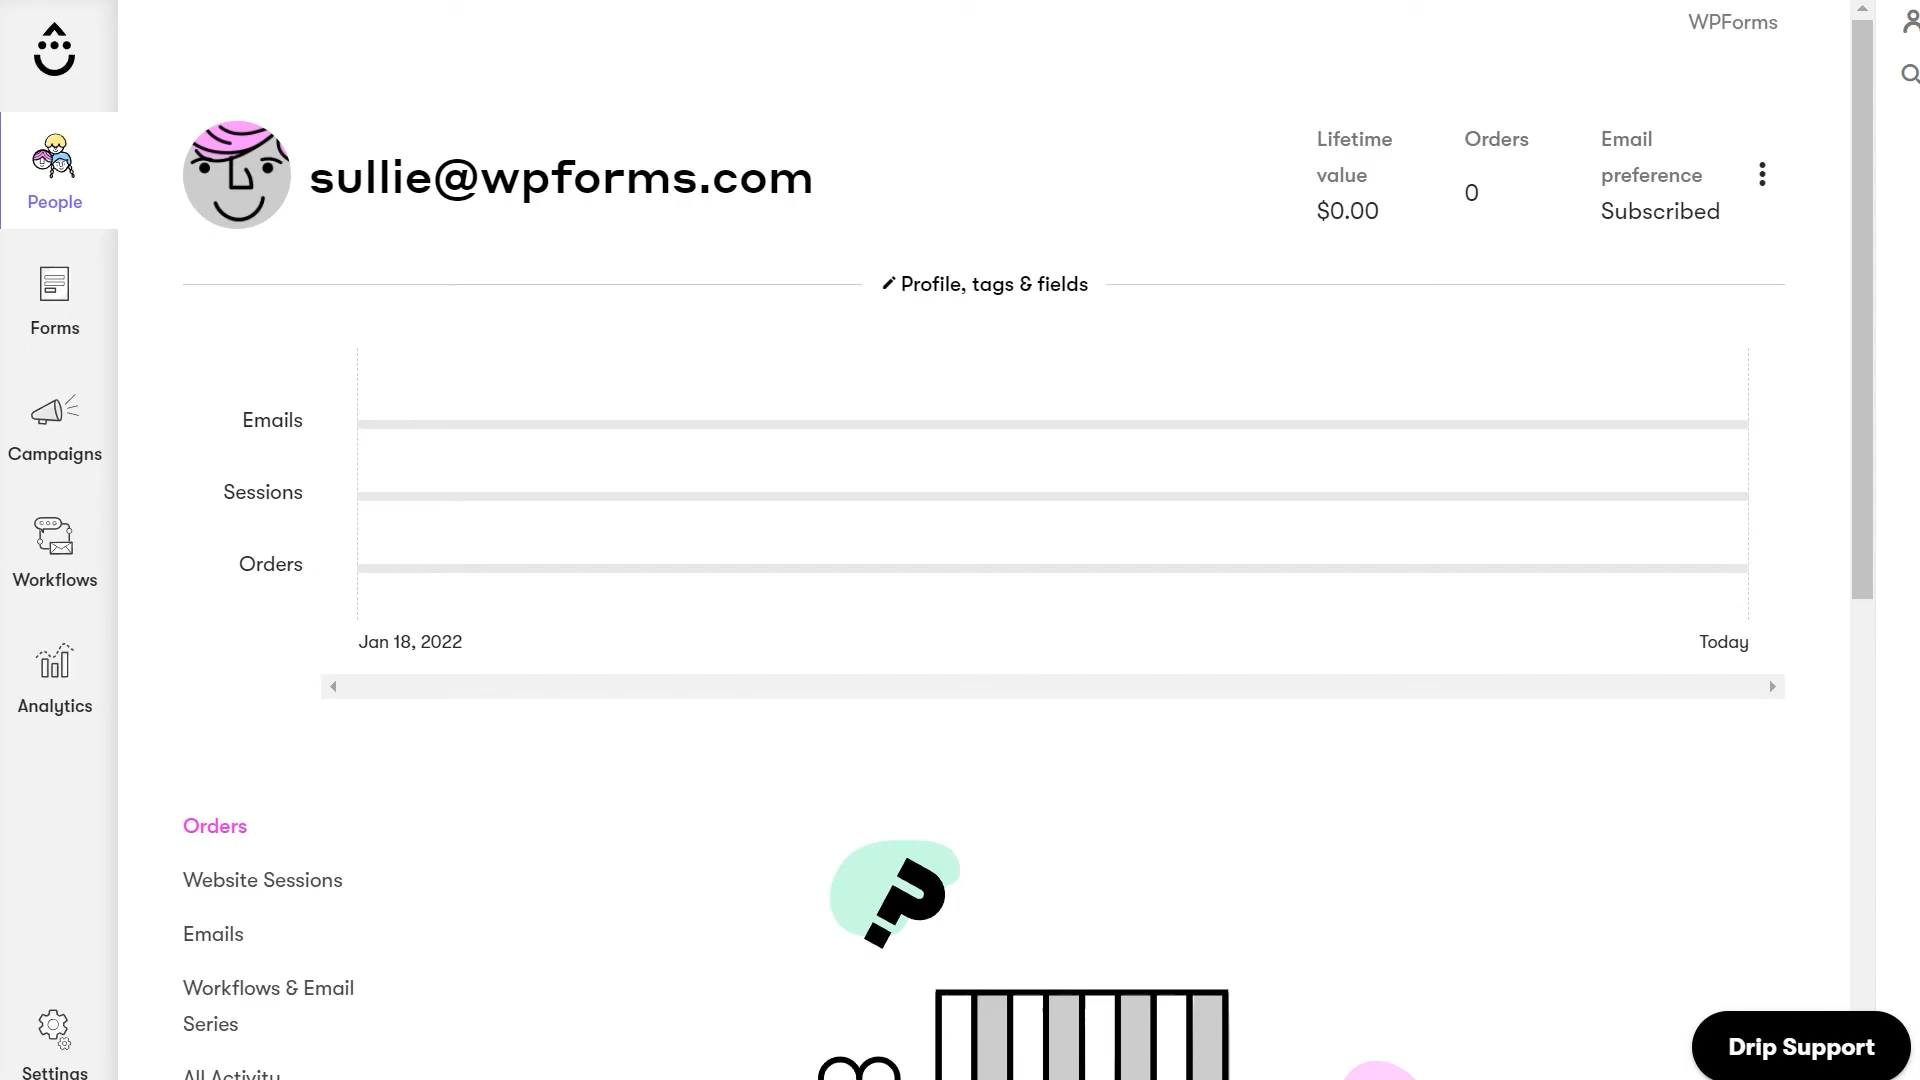 WPForms
People
Forms
Campaigns
Workflows
Analytics
Settings
sullie@wpforms.com
Lifetime
value
$0.00
Orders
0
Email
preference
Subscribed
Profile, tags & fields
Emails
Sessions
Orders
Jan 18, 2022
Today
Orders
Website Sessions
Emails
Workflows & Email
Series
All Activity
?
Drip Support